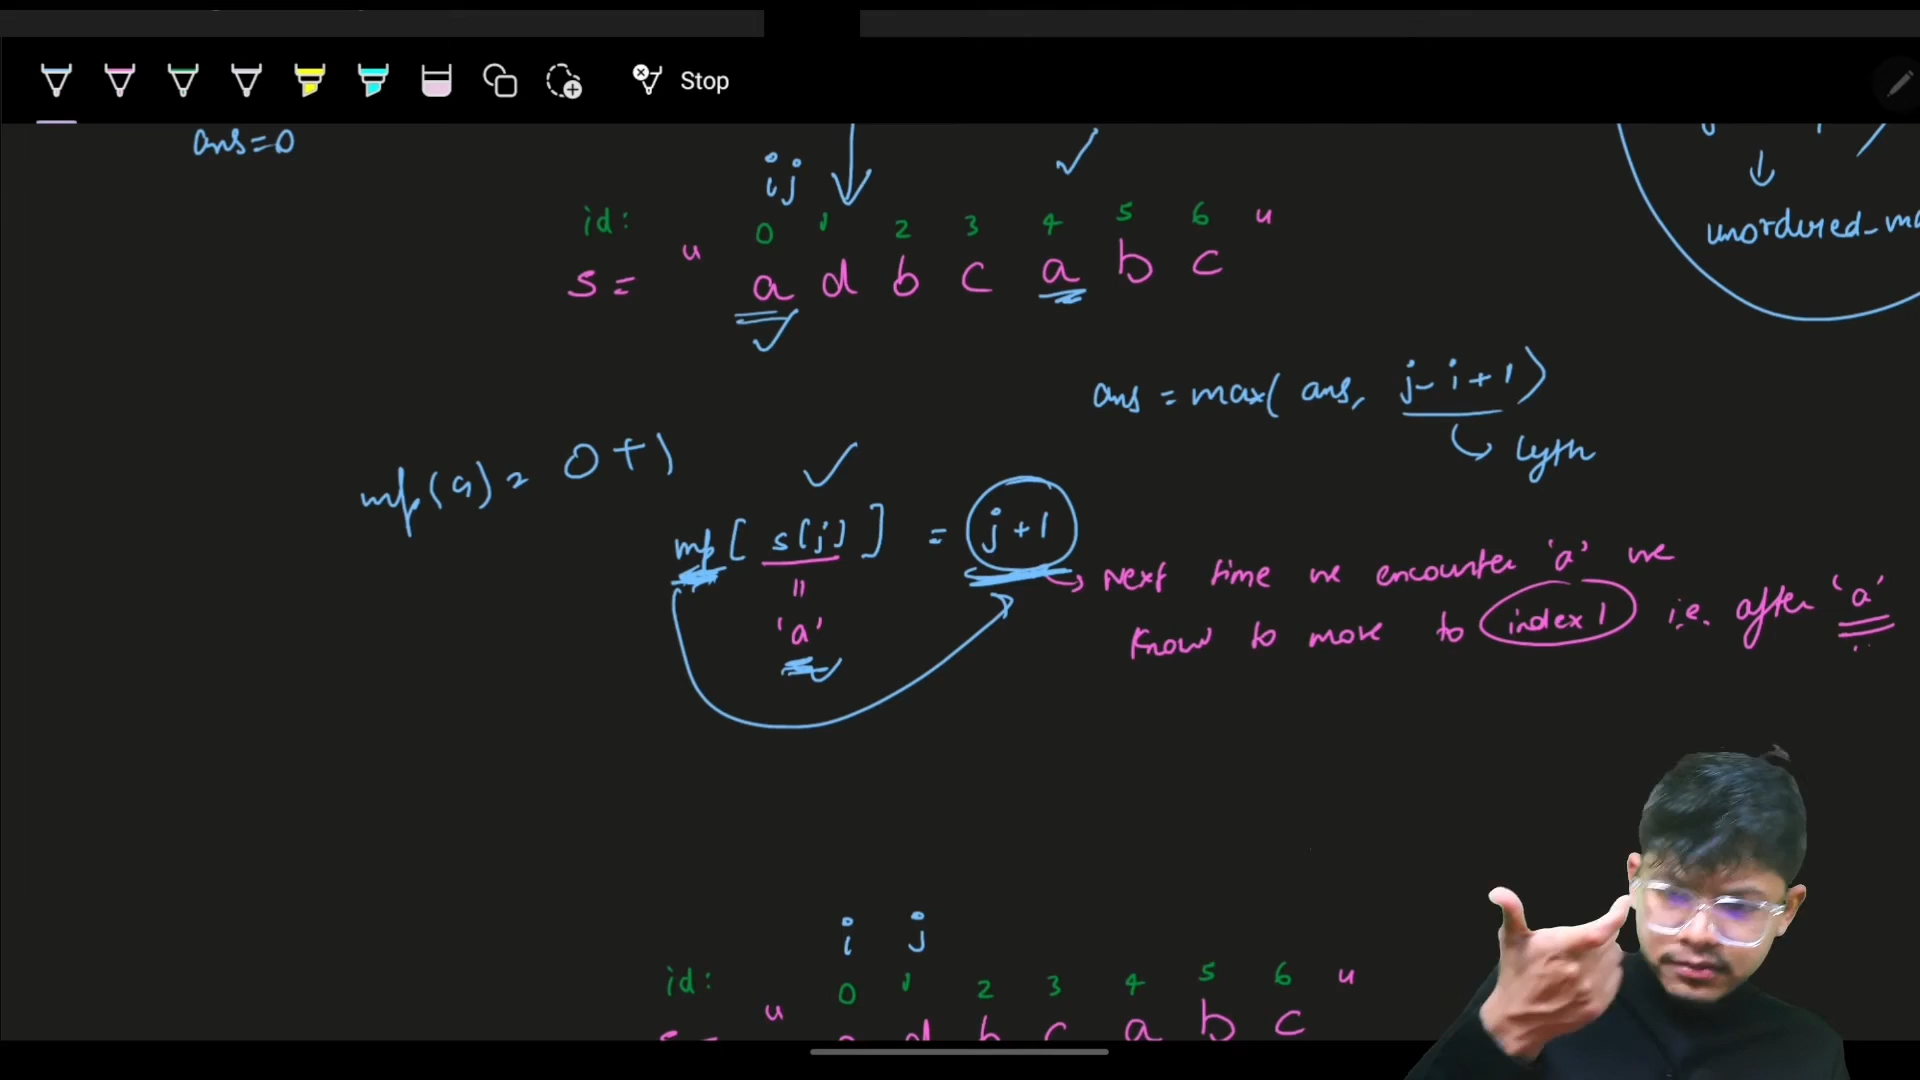 Stop
ans=0
i j
id: 0 1 2 3 4 5 6
s = " a d b c a b c "
unordered_ma
ans = max( ans, j-i+1)
mp(a) = 0+1
mp[ s[j] ] = j+1
Next time we encounter 'a' we
know to move to index 1 i.e. after 'a'
'a'
i j
id: 0 1 2 3 4 5 6
s = " a d b c a b c "